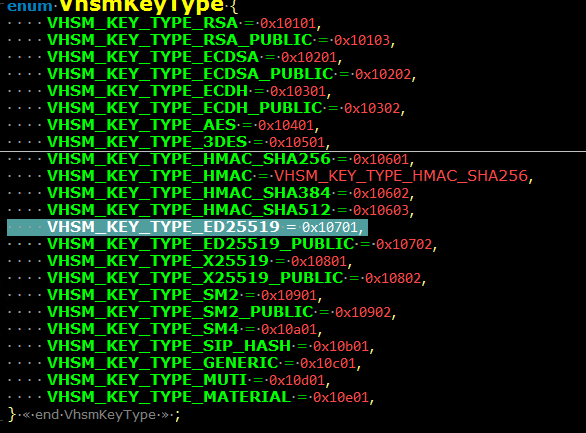 enum VhsmKeyType {
VHSM_KEY_TYPE_RSA = 0x10101,
VHSM_KEY_TYPE_RSA_PUBLIC = 0x10103,
VHSM_KEY_TYPE_ECDSA = 0x10201,
VHSM_KEY_TYPE_ECDSA_PUBLIC = 0x10202,
VHSM_KEY_TYPE_ECDH = 0x10301,
VHSM_KEY_TYPE_ECDH_PUBLIC = 0x10302,
VHSM_KEY_TYPE_AES = 0x10401,
VHSM_KEY_TYPE_3DES = 0x10501,
VHSM_KEY_TYPE_HMAC_SHA256 = 0x10601,
VHSM_KEY_TYPE_HMAC = VHSM_KEY_TYPE_HMAC_SHA256,
VHSM_KEY_TYPE_HMAC_SHA384 = 0x10602,
VHSM_KEY_TYPE_HMAC_SHA512 = 0x10603,
VHSM_KEY_TYPE_ED25519 = 0x10701,
VHSM_KEY_TYPE_ED25519_PUBLIC = 0x10702,
VHSM_KEY_TYPE_X25519 = 0x10801,
VHSM_KEY_TYPE_X25519_PUBLIC = 0x10802,
VHSM_KEY_TYPE_SM2 = 0x10901,
VHSM_KEY_TYPE_SM2_PUBLIC = 0x10902,
VHSM_KEY_TYPE_SM4 = 0x10a01,
VHSM_KEY_TYPE_SIP_HASH = 0x10b01,
VHSM_KEY_TYPE_GENERIC = 0x10c01,
VHSM_KEY_TYPE_MUTI = 0x10d01,
VHSM_KEY_TYPE_MATERIAL = 0x10e01,
} « end VhsmKeyType » ;